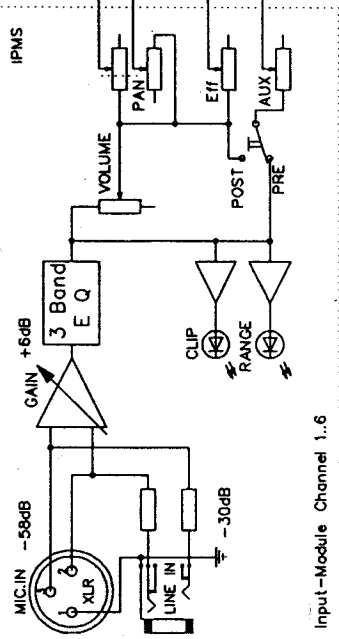 IPMS
PAN
Eff
AUX
VOLUME
POST
PRE
3 Band
E Q
+6dB
GAIN
CLIP
RANGE
-58dB
MIC.IN
XLR
1
2
3
LINE IN
-30dB
Input-Module Channel 1..6